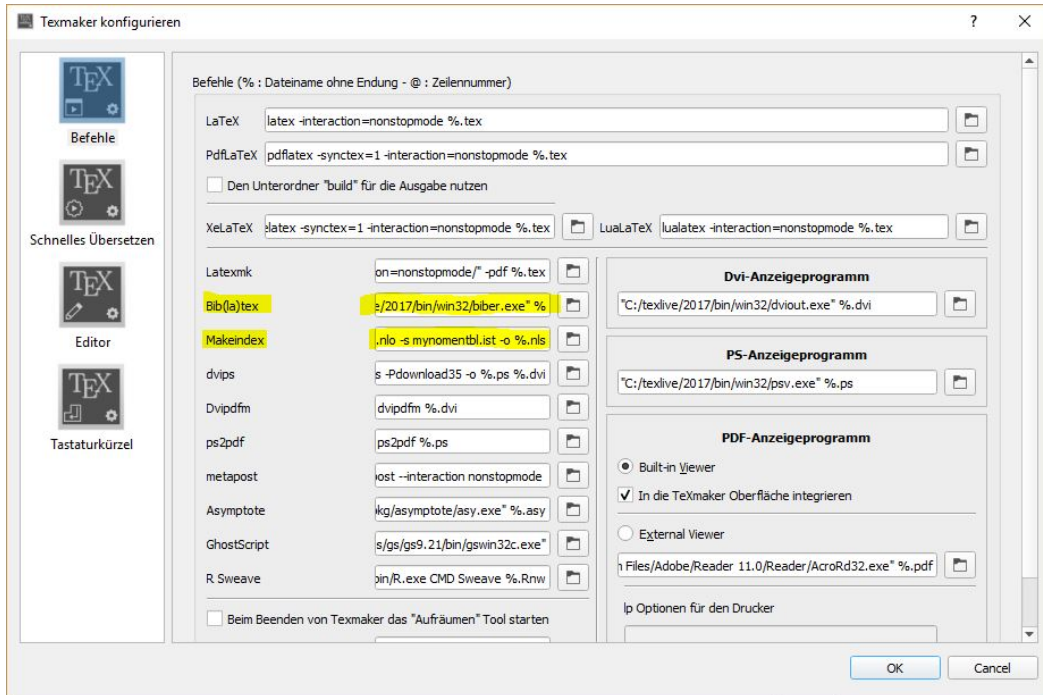 Texmaker konfigurieren
Befehle
Schnelles Übersetzen
Editor
Tastaturkürzel
Befehle (% : Dateiname ohne Endung - @ : Zeilennummer)
LaTeX latex -interaction=nonstopmode %.tex
PdfLaTeX pdflatex -synctex=1 -interaction=nonstopmode %.tex
Den Unterordner "build" für die Ausgabe nutzen
XeLaTeX elatex -synctex=1 -interaction=nonstopmode %.tex LuaLaTeX lualatex -interaction=nonstopmode %.tex
Latexmk on=nonstopmode/" -pdf %.tex
Bib(la)tex e/2017/bin/win32/biber.exe" %
Makeindex .nlo -s mynomentbl.ist -o %.nls
dvips s -Pdownload35 -o %.ps %.dvi
Dvipdfm dvipdfm %.dvi
ps2pdf ps2pdf %.ps
metapost post --interaction nonstopmode
Asymptote kg/asymptote/asy.exe" %.asy
GhostScript s/gs/gs9.21/bin/gswin32c.exe"
R Sweave bin/R.exe CMD Sweave %.Rnw
Beim Beenden von Texmaker das "Aufräumen" Tool starten
Dvi-Anzeigeprogramm
"C:/texlive/2017/bin/win32/dviout.exe" %.dvi
PS-Anzeigeprogramm
"C:/texlive/2017/bin/win32/psv.exe" %.ps
PDF-Anzeigeprogramm
Built-in Viewer
In die TeXmaker Oberfläche integrieren
External Viewer
n Files/Adobe/Reader 11.0/Reader/AcroRd32.exe" %.pdf
lp Optionen für den Drucker
OK Cancel